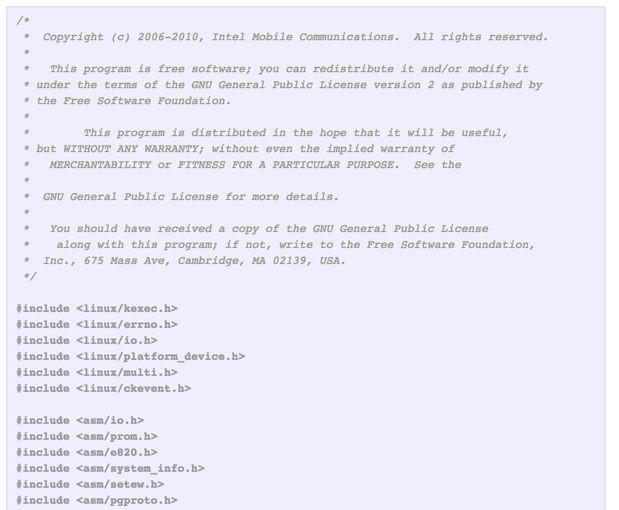 /*
 *  Copyright (c) 2006-2010, Intel Mobile Communications.  All rights reserved.
 *
 *   This program is free software; you can redistribute it and/or modify it
 * under the terms of the GNU General Public License version 2 as published by
 * the Free Software Foundation.
 *
 *        This program is distributed in the hope that it will be useful,
 * but WITHOUT ANY WARRANTY; without even the implied warranty of
 *   MERCHANTABILITY or FITNESS FOR A PARTICULAR PURPOSE.  See the
 *
 *  GNU General Public License for more details.
 *
 *   You should have received a copy of the GNU General Public License
 *    along with this program; if not, write to the Free Software Foundation,
 *  Inc., 675 Mass Ave, Cambridge, MA 02139, USA.
 */

#include <linux/kexec.h>
#include <linux/errno.h>
#include <linux/io.h>
#include <linux/platform_device.h>
#include <linux/multi.h>
#include <linux/ckevent.h>

#include <asm/io.h>
#include <asm/prom.h>
#include <asm/e820.h>
#include <asm/system_info.h>
#include <asm/setew.h>
#include <asm/pgproto.h>